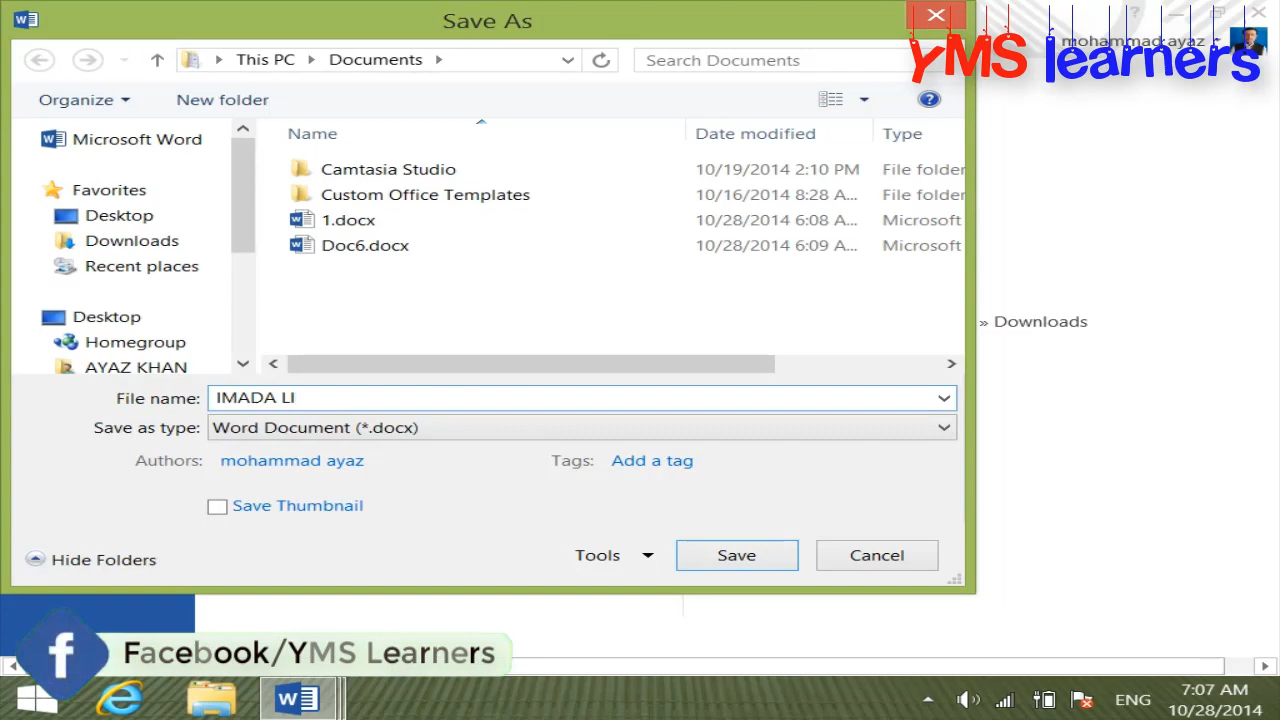 Save As
YMS learners
mohammad ayaz
This PC
Documents
Search Documents
Organize
New folder
Name
Date modified
Type
Microsoft Word
Favorites
Desktop
Downloads
Recent places
Desktop
Homegroup
AYAZ KHAN
Camtasia Studio 10/19/2014 2:10 PM File folder
Custom Office Templates 10/16/2014 8:28 A... File folder
1.docx 10/28/2014 6:08 A... Microsoft
Doc6.docx 10/28/2014 6:09 A... Microsoft
» Downloads
File name: IMADA LI
Save as type: Word Document (*.docx)
Authors: mohammad ayaz Tags: Add a tag
Save Thumbnail
Hide Folders
Tools
Save
Cancel
Facebook/YMS Learners
ENG
7:07 AM
10/28/2014